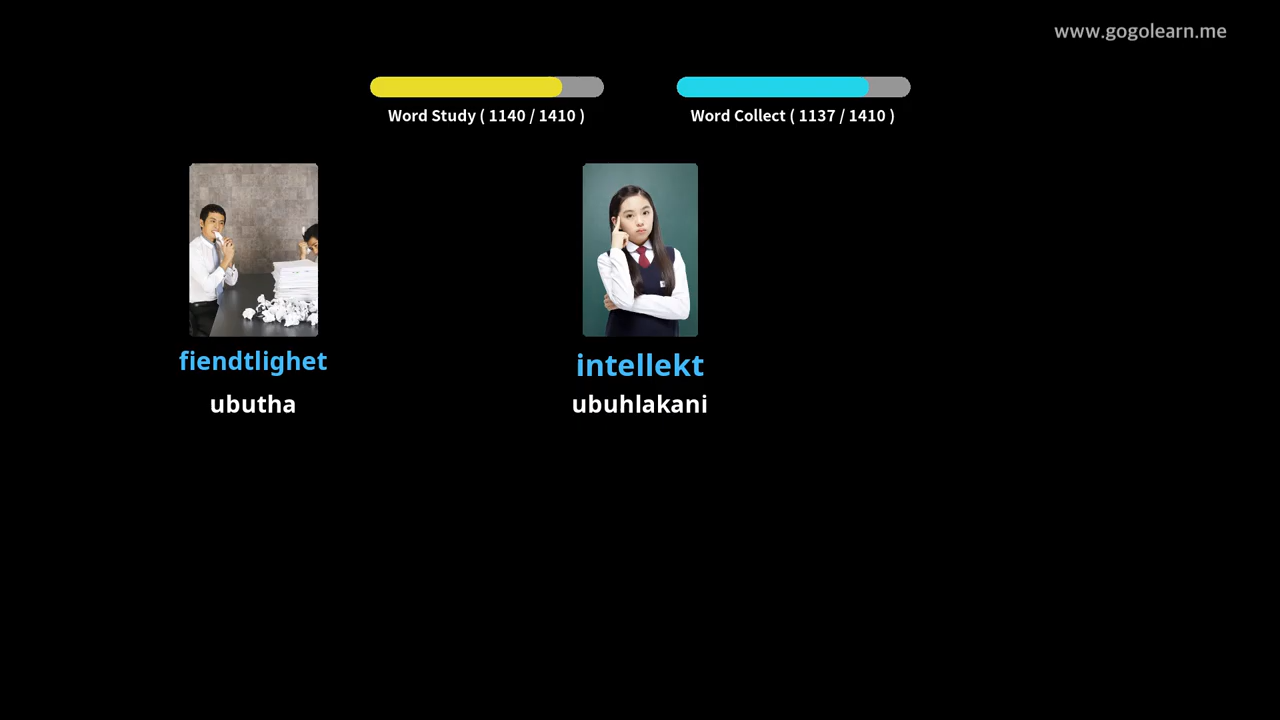 www.gogolearn.me
Word Study ( 1140 / 1410 )
Word Collect ( 1137 / 1410 )
fiendtlighet
ubutha
intellekt
ubuhlakani